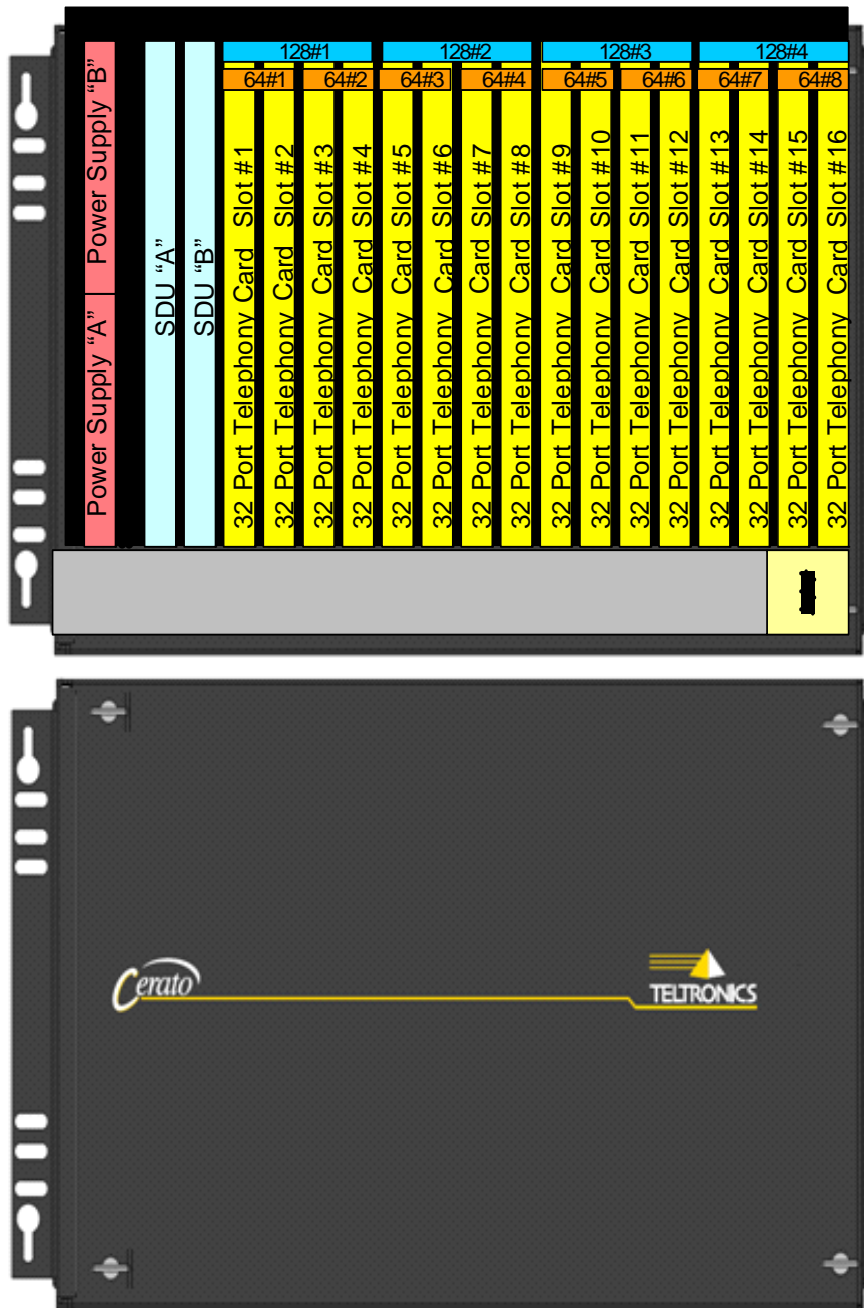 128#1
128#2
128#3
128#4
64#1
64#2
64#3
64#4
64#5
64#6
64#7
64#8
Power Supply “A”
Power Supply “B”
SDU “A”
SDU “B”
32 Port Telephony Card Slot #1
32 Port Telephony Card Slot #2
32 Port Telephony Card Slot #3
32 Port Telephony Card Slot #4
32 Port Telephony Card Slot #5
32 Port Telephony Card Slot #6
32 Port Telephony Card Slot #7
32 Port Telephony Card Slot #8
32 Port Telephony Card Slot #9
32 Port Telephony Card Slot #10
32 Port Telephony Card Slot #11
32 Port Telephony Card Slot #12
32 Port Telephony Card Slot #13
32 Port Telephony Card Slot #14
32 Port Telephony Card Slot #15
32 Port Telephony Card Slot #16
Cerato
TELTRONICS